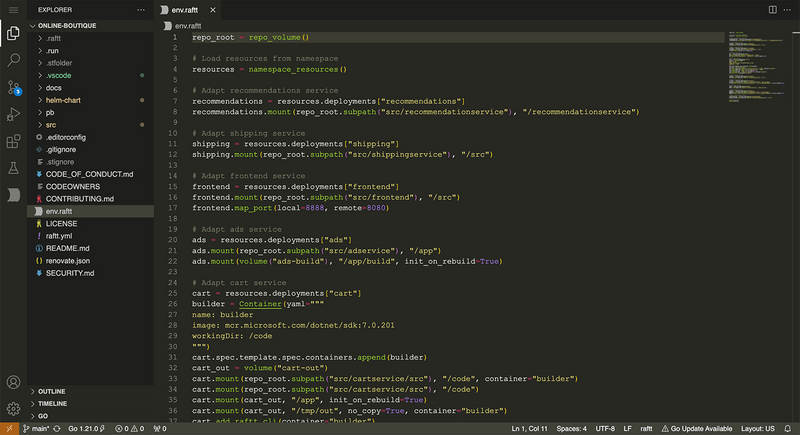 EXPLORER
ONLINE-BOUTIQUE
.raftt
.run
.stfolder
.vscode
docs
helm-chart
pb
src
.editorconfig
.gitignore
.stignore
CODE_OF_CONDUCT.md
CODEOWNERS
CONTRIBUTING.md
env.raftt
LICENSE
raftt.yml
README.md
renovate.json
SECURITY.md
OUTLINE
TIMELINE
GO
3
env.raftt
env.raftt
1 repo_root = repo_volume()
2
3 # Load resources from namespace
4 resources = namespace_resources()
5
6 # Adapt recommendations service
7 recommendations = resources.deployments["recommendations"]
8 recommendations.mount(repo_root.subpath("src/recommendationservice"), "/recommendationservice")
9
10 # Adapt shipping service
11 shipping = resources.deployments["shipping"]
12 shipping.mount(repo_root.subpath("src/shippingservice"), "/src")
13
14 # Adapt frontend service
15 frontend = resources.deployments["frontend"]
16 frontend.mount(repo_root.subpath("src/frontend"), "/src")
17 frontend.map_port(local=8888, remote=8080)
18
19 # Adapt ads service
20 ads = resources.deployments["ads"]
21 ads.mount(repo_root.subpath("src/adservice"), "/app")
22 ads.mount(volume("ads-build"), "/app/build", init_on_rebuild=True)
23
24 # Adapt cart service
25 cart = resources.deployments["cart"]
26 builder = Container(yaml="""
27 name: builder
28 image: mcr.microsoft.com/dotnet/sdk:7.0.201
29 workingDir: /code
30 """)
31 cart.spec.template.spec.containers.append(builder)
32 cart_out = volume("cart-out")
33 cart.mount(repo_root.subpath("src/cartservice/src"), "/code", container="builder")
34 cart.mount(repo_root.subpath("src/cartservice/src"), "/code")
35 cart.mount(cart_out, "/app", init_on_rebuild=True)
36 cart.mount(cart_out, "/tmp/out", no_copy=True, container="builder")
37 cart.add_raftt_cli(container="builder")
main* Go 1.21.0 0 0 0 Ln 1, Col 11 Spaces: 4 UTF-8 LF raftt Go Update Available Layout: US